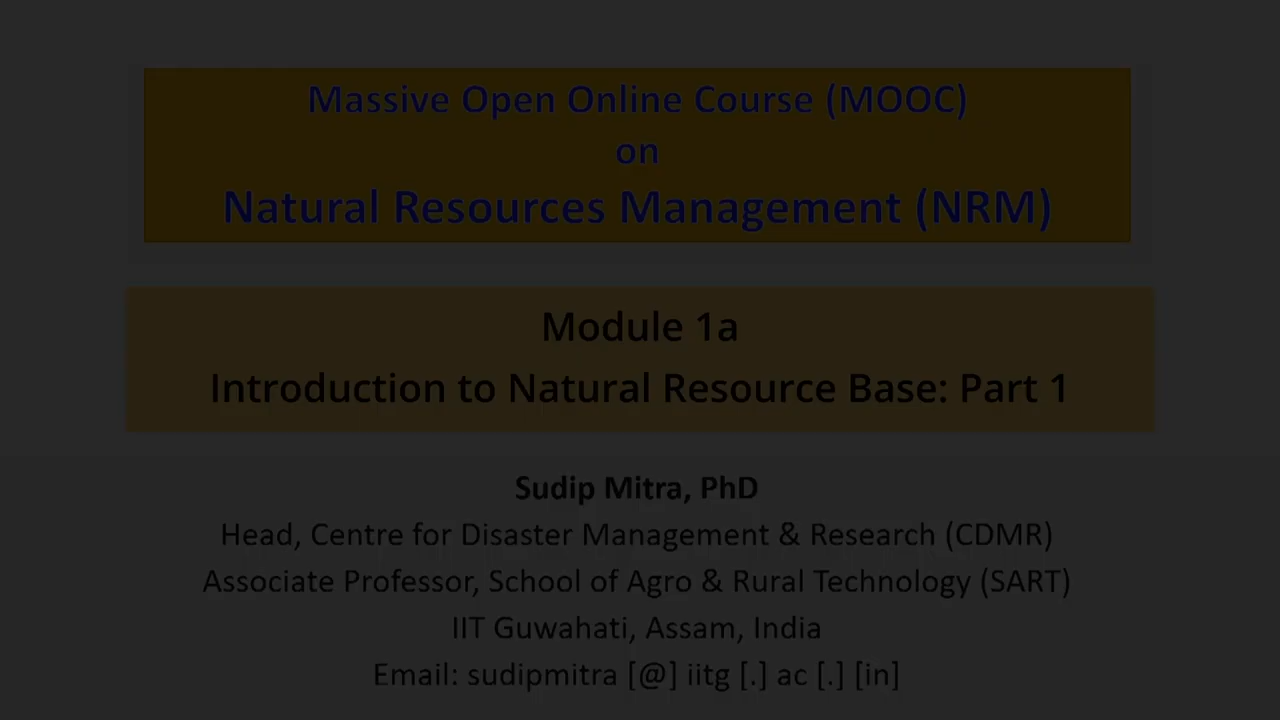 Massive Open Online Course (MOOC)
on
Natural Resources Management (NRM)
Module 1a
Introduction to Natural Resource Base: Part 1
Sudip Mitra, PhD
Head, Centre for Disaster Management & Research (CDMR)
Associate Professor, School of Agro & Rural Technology (SART)
IIT Guwahati, Assam, India
Email: sudipmitra [@] iitg [.] ac [.] [in]